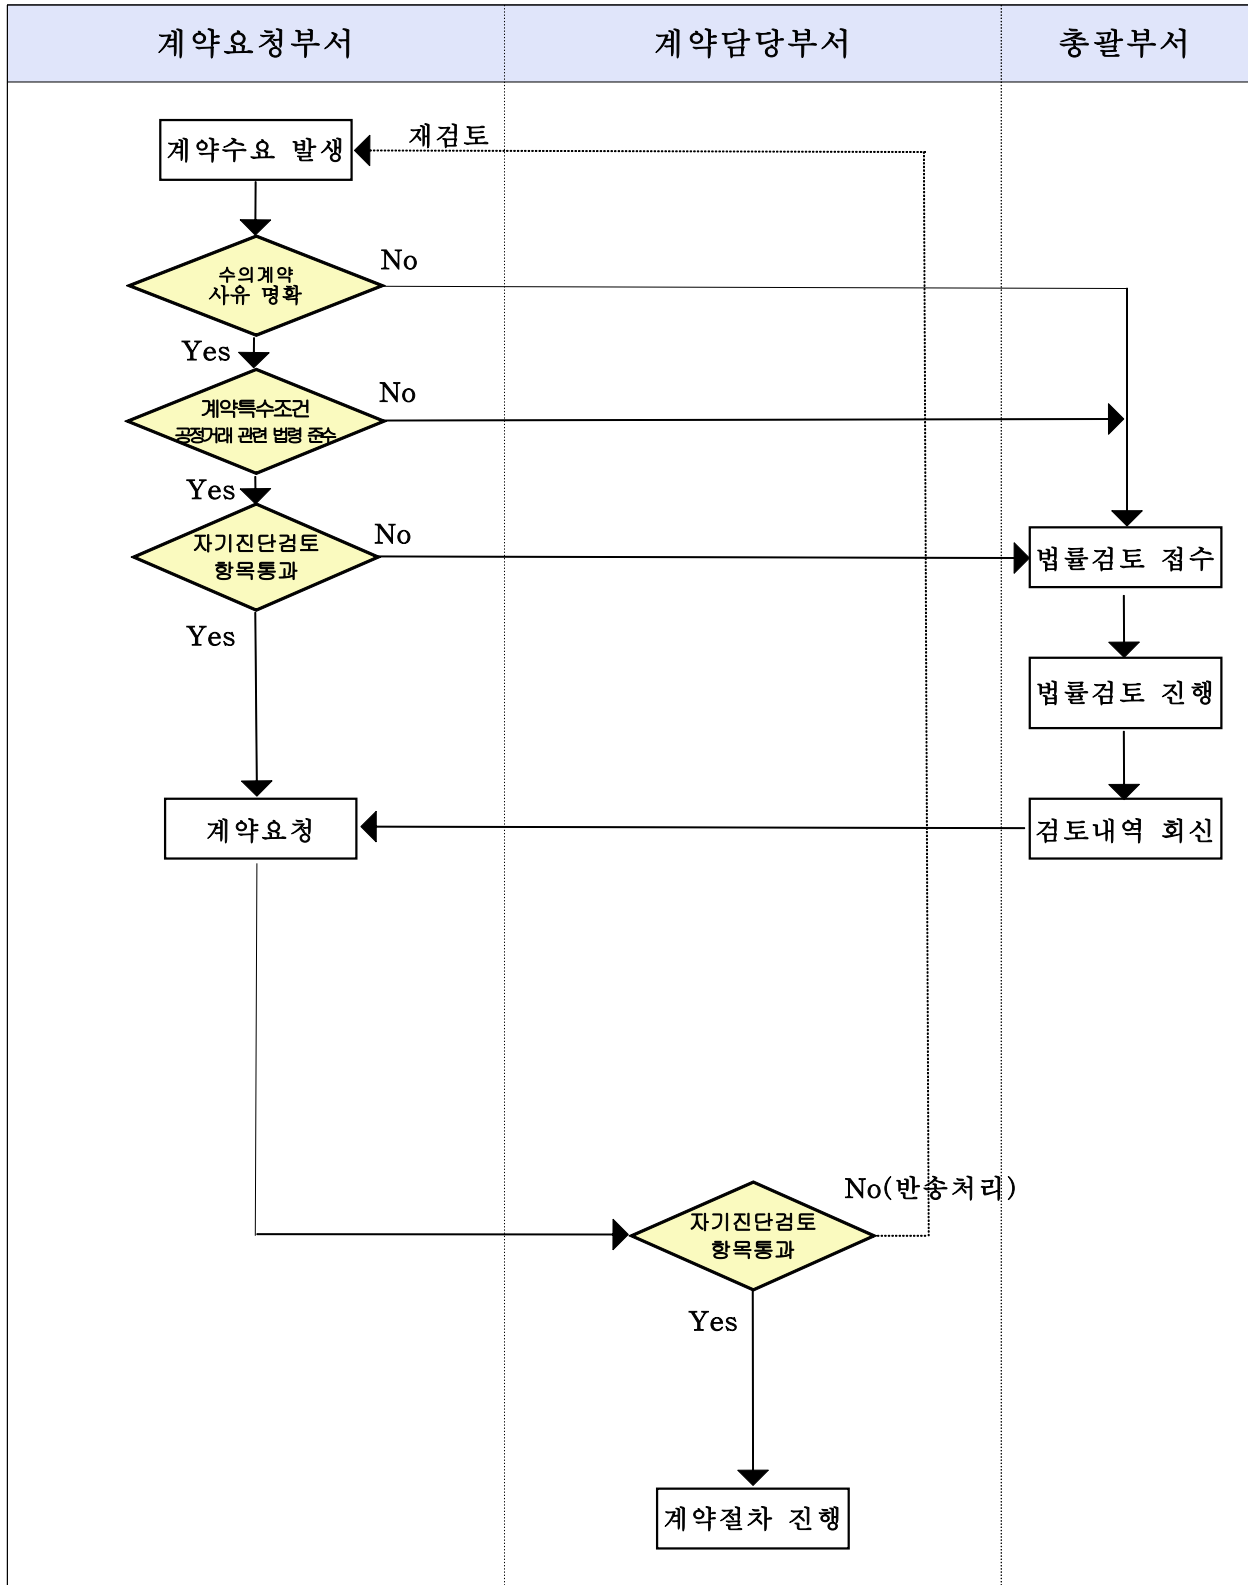 계약요청부서
계약담당부서
총괄부서
계약수요 발생
재검토
수의계약
사유 명확
No
Yes
계약특수조건
공정거래 관련 법령 준수
No
Yes
자기진단검토
항목통과
No
Yes
법률검토 접수
법률검토 진행
계약요청
검토내역 회신
No(반송처리)
자기진단검토
항목통과
Yes
계약절차 진행